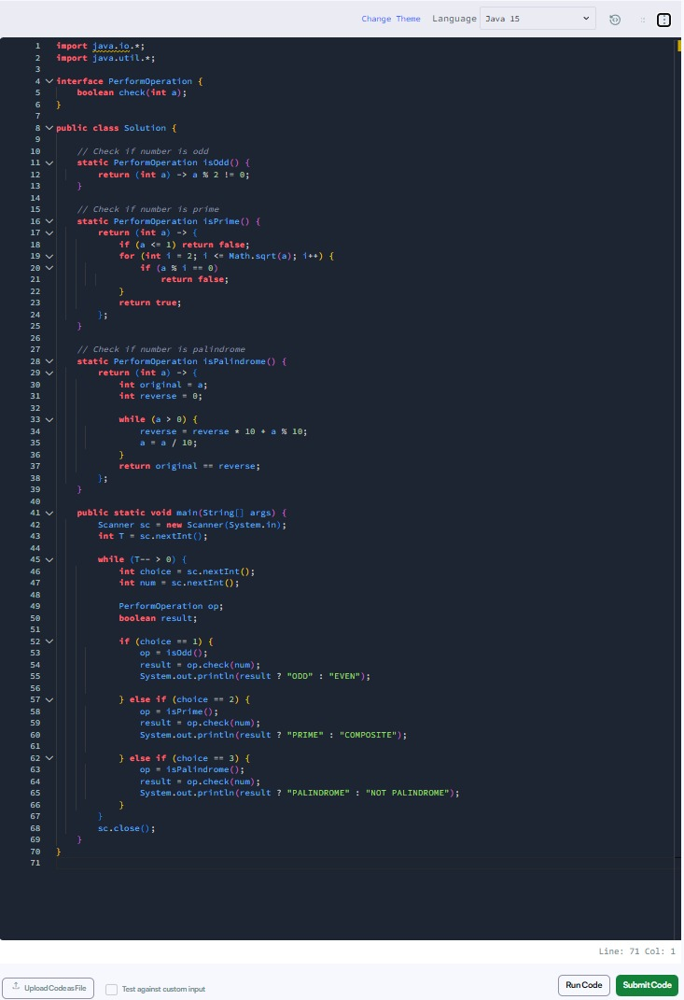 Change Theme Language Java 15
1 import java.io.*;
2 import java.util.*;
3
4 interface PerformOperation {
5 boolean check(int a);
6 }
7
8 public class Solution {
9
10 // Check if number is odd
11 static PerformOperation isOdd() {
12 return (int a) -> a % 2 != 0;
13 }
14
15 // Check if number is prime
16 static PerformOperation isPrime() {
17 return (int a) -> {
18 if (a <= 1) return false;
19 for (int i = 2; i <= Math.sqrt(a); i++) {
20 if (a % i == 0)
21 return false;
22 }
23 return true;
24 };
25 }
26
27 // Check if number is palindrome
28 static PerformOperation isPalindrome() {
29 return (int a) -> {
30 int original = a;
31 int reverse = 0;
32
33 while (a > 0) {
34 reverse = reverse * 10 + a % 10;
35 a = a / 10;
36 }
37 return original == reverse;
38 };
39 }
40
41 public static void main(String[] args) {
42 Scanner sc = new Scanner(System.in);
43 int T = sc.nextInt();
44
45 while (T-- > 0) {
46 int choice = sc.nextInt();
47 int num = sc.nextInt();
48
49 PerformOperation op;
50 boolean result;
51
52 if (choice == 1) {
53 op = isOdd();
54 result = op.check(num);
55 System.out.println(result ? "ODD" : "EVEN");
56
57 } else if (choice == 2) {
58 op = isPrime();
59 result = op.check(num);
60 System.out.println(result ? "PRIME" : "COMPOSITE");
61
62 } else if (choice == 3) {
63 op = isPalindrome();
64 result = op.check(num);
65 System.out.println(result ? "PALINDROME" : "NOT PALINDROME");
66 }
67 }
68 sc.close();
69 }
70 }
71
Line: 71 Col: 1
Upload Code as File Test against custom input Run Code Submit Code